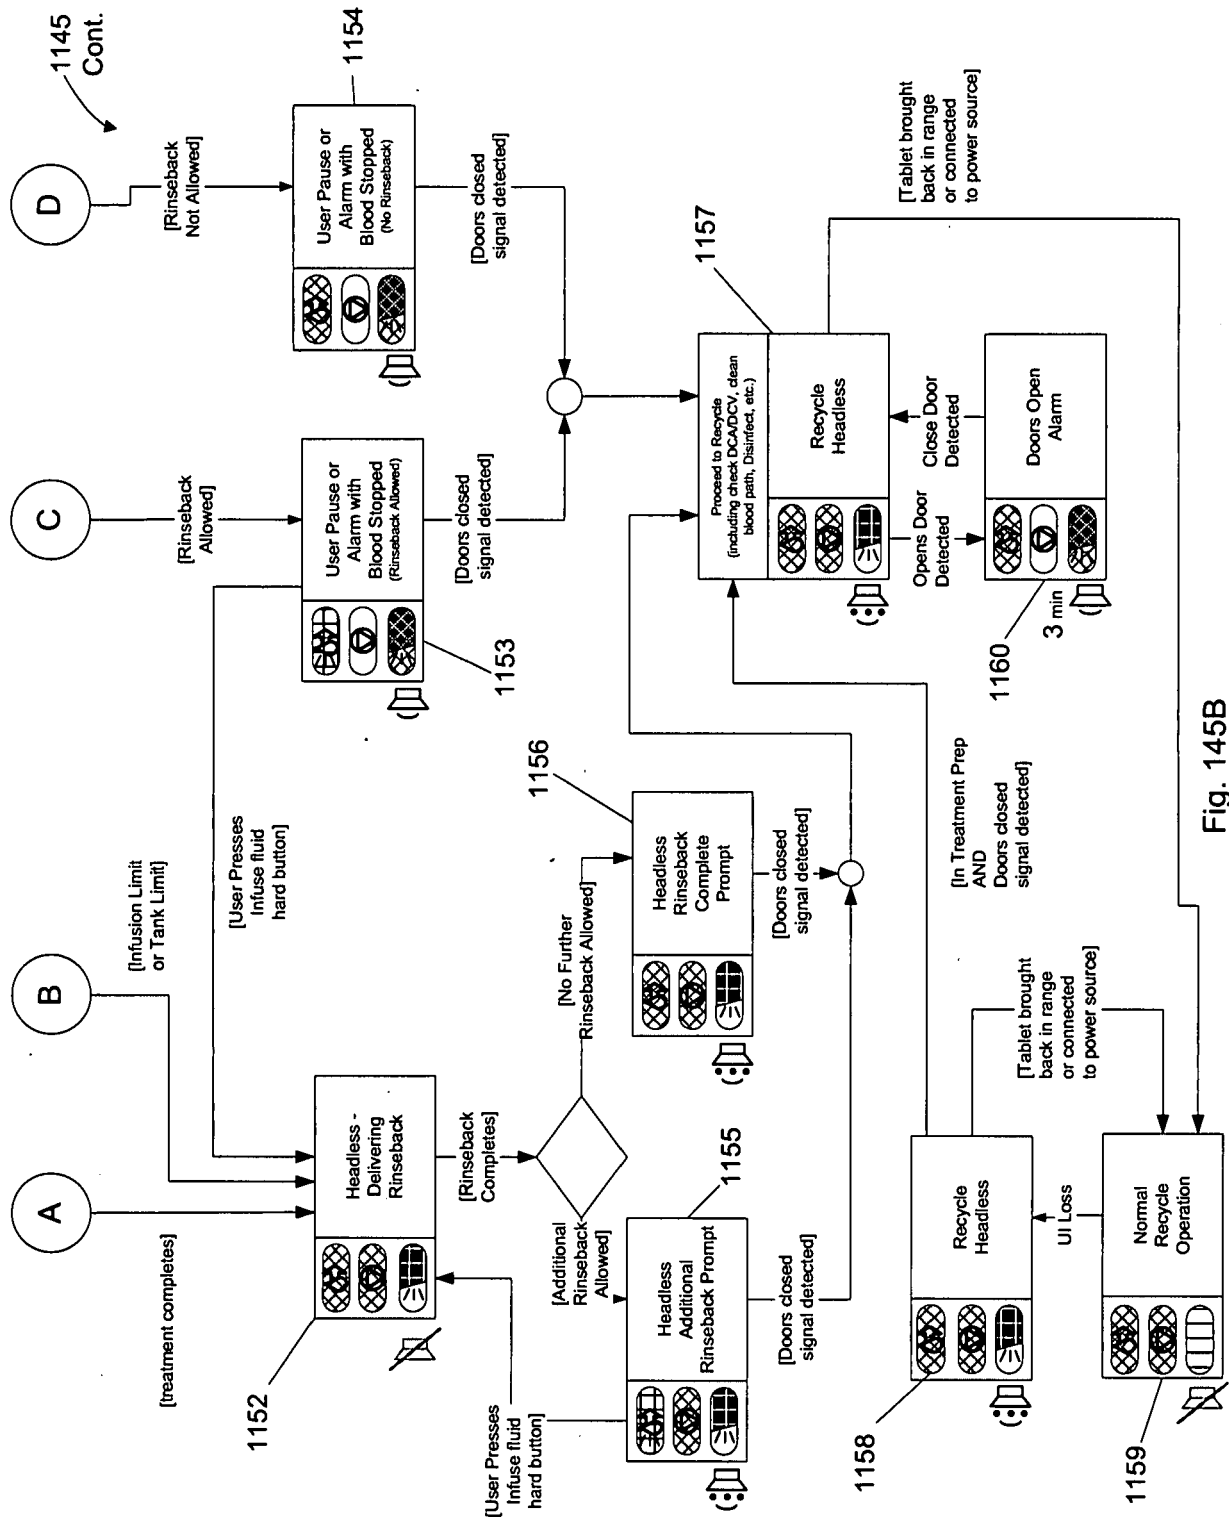 1145
Cont.
A
B
C
D
[treatment completes]
[Infusion Limit
or Tank Limit]
[Rinseback
Allowed]
[Rinseback
Not Allowed]
1152
Headless -
Delivering
Rinseback
[User Presses
Infuse fluid
hard button]
User Pause or
Alarm with
Blood Stopped
(Rinseback Allowed)
1153
User Pause or
Alarm with
Blood Stopped
(No Rinseback)
1154
[Rinseback
Completes]
[Doors closed
signal detected]
[Doors closed
signal detected]
[Additional
Rinseback
Allowed]
[No Further
Rinseback Allowed]
[User Presses
Infuse fluid
hard button]
Headless
Additional
Rinseback Prompt
1155
Headless
Rinseback
Complete
Prompt
1156
[Doors closed
signal detected]
[Doors closed
signal detected]
Proceed to Recycle
(including check DCA/DCV, clean
blood path, Disinfect, etc.)
Recycle
Headless
1157
[Tablet brought
back in range
or connected
to power source]
Opens Door
Detected
Close Door
Detected
1160
3 min
Doors Open
Alarm
Recycle
Headless
1158
[In Treatment Prep
AND
Doors closed
signal detected]
[Tablet brought
back in range
or connected
to power source]
UI Loss
Normal
Recycle
Operation
1159
Fig. 145B